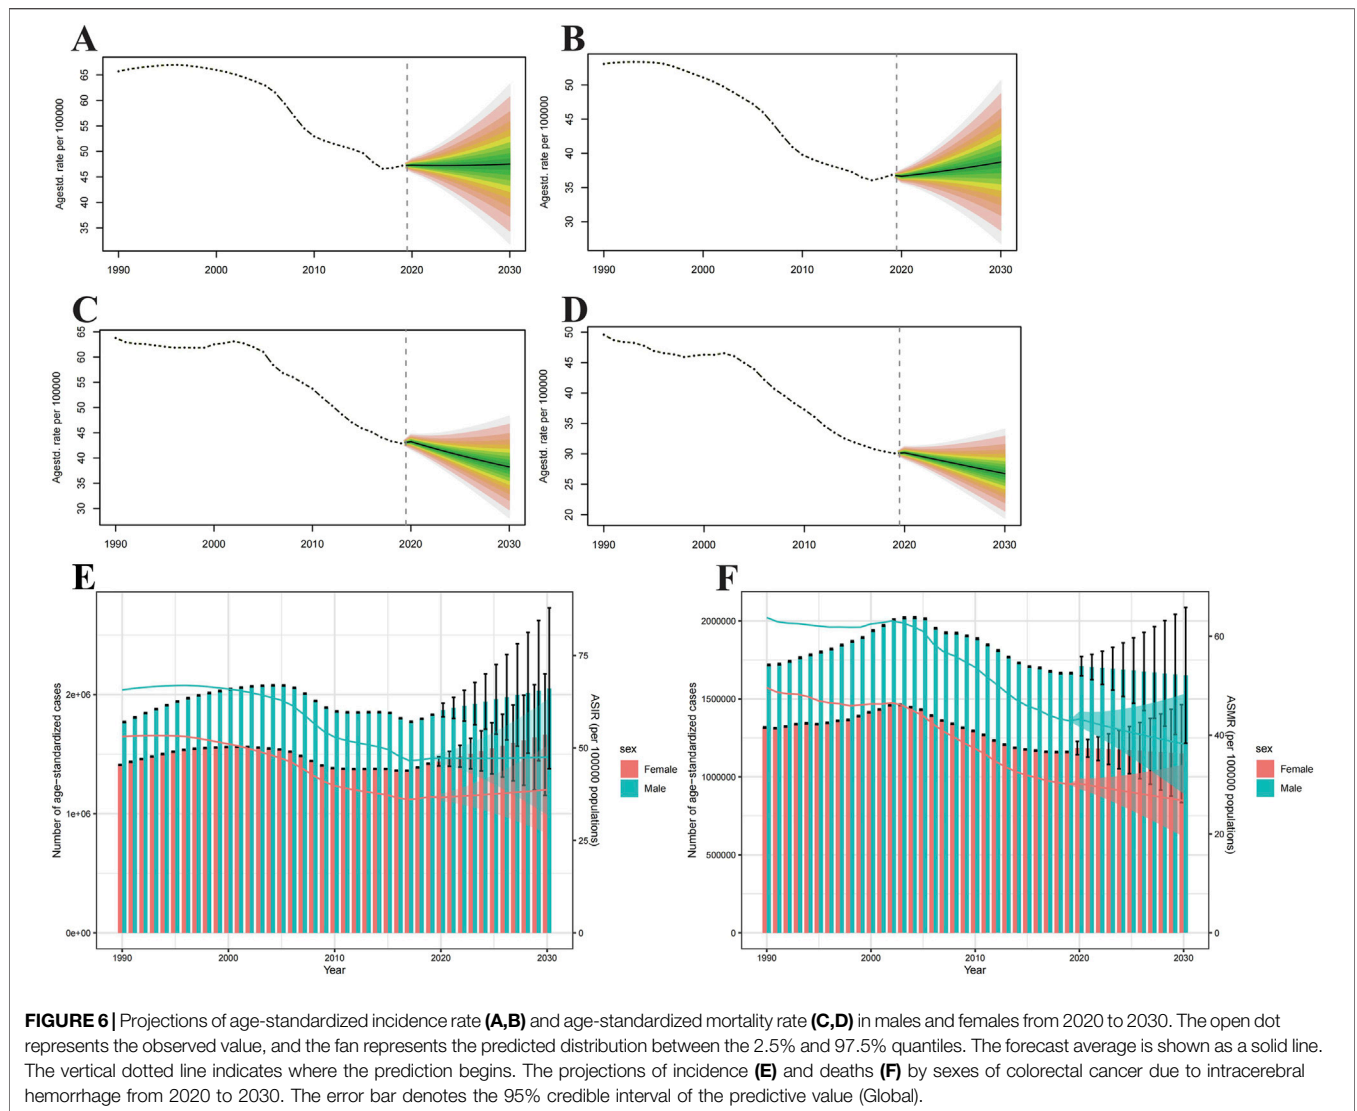 A
Agestd. rate per 100000
65
60
55
50
45
40
35
1990
2000
2010
2020
2030
B
Agestd. rate per 100000
50
45
40
35
30
1990
2000
2010
2020
2030
C
Agestd. rate per 100000
65
60
55
50
45
40
35
30
1990
2000
2010
2020
2030
D
Agestd. rate per 100000
50
45
40
35
30
25
20
1990
2000
2010
2020
2030
E
Number of age-standardized cases
2e+06
1e+06
0e+00
1990
2000
2010
2020
2030
Year
75
50
25
0
ASIR (per 100000 populations)
sex
Female
Male
F
Number of age-standardized cases
2000000
1500000
1000000
500000
0
1990
2000
2010
2020
2030
Year
60
40
20
0
ASMR (per 100000 populations)
sex
Female
Male
FIGURE 6 | Projections of age-standardized incidence rate (A,B) and age-standardized mortality rate (C,D) in males and females from 2020 to 2030. The open dot
represents the observed value, and the fan represents the predicted distribution between the 2.5% and 97.5% quantiles. The forecast average is shown as a solid line.
The vertical dotted line indicates where the prediction begins. The projections of incidence (E) and deaths (F) by sexes of colorectal cancer due to intracerebral
hemorrhage from 2020 to 2030. The error bar denotes the 95% credible interval of the predictive value (Global).